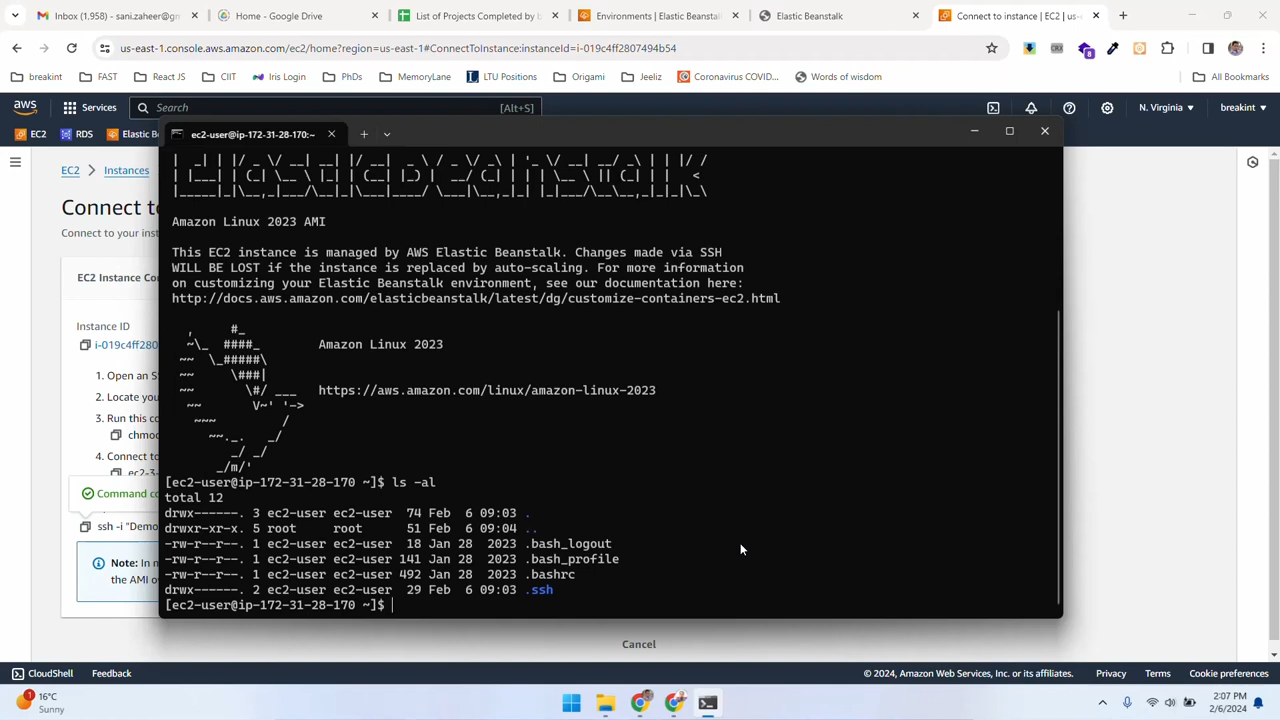 Inbox (1,958) - sani.zaheer@gm
Home - Google Drive
List of Projects Completed by
Environments | Elastic Beansta
Elastic Beanstalk
Connect to instance | EC2 | us-e
us-east-1.console.aws.amazon.com/ec2/home?region=us-east-1#ConnectToInstance:instanceId=i-019c4ff2807494b54
8
breakint
FAST
React JS
CIIT
Iris Login
PhDs
MemoryLane
LTU Positions
Origami
Jeeliz
Coronavirus COVID...
Words of wisdom
All Bookmarks
aws
Services
Search
[Alt+S]
N. Virginia
breakint
EC2
RDS
Elastic Be
ec2-user@ip-172-31-28-170:~
EC2
Instances
Connect to
Connect to your inst
EC2 Instance Con
Instance ID
i-019c4ff280
1. Open an S
2. Locate you
3. Run this co
chmo
4. Connect to
ec2-3-
Command co
ssh -i "Demo
Note: In
the AMI o
ElasticBeanstalk
Amazon Linux 2023 AMI
This EC2 instance is managed by AWS Elastic Beanstalk. Changes made via SSH
WILL BE LOST if the instance is replaced by auto-scaling. For more information
on customizing your Elastic Beanstalk environment, see our documentation here:
http://docs.aws.amazon.com/elasticbeanstalk/latest/dg/customize-containers-ec2.html
, #_
~\_ ####_ Amazon Linux 2023
~~ \_#####\
~~ \###|
~~ \#/ ___ https://aws.amazon.com/linux/amazon-linux-2023
~~ V~' '->
~~~ /
~~._. _/
_/ _/
_/m/'
[ec2-user@ip-172-31-28-170 ~]$ ls -al
total 12
drwx------. 3 ec2-user ec2-user 74 Feb 6 09:03 .
drwxr-xr-x. 5 root root 51 Feb 6 09:04 ..
-rw-r--r--. 1 ec2-user ec2-user 18 Jan 28 2023 .bash_logout
-rw-r--r--. 1 ec2-user ec2-user 141 Jan 28 2023 .bash_profile
-rw-r--r--. 1 ec2-user ec2-user 492 Jan 28 2023 .bashrc
drwx------. 2 ec2-user ec2-user 29 Feb 6 09:03 .ssh
[ec2-user@ip-172-31-28-170 ~]$
Cancel
CloudShell
Feedback
© 2024, Amazon Web Services, Inc. or its affiliates.
Privacy
Terms
Cookie preferences
1
16°C
Sunny
2:07 PM
2/6/2024